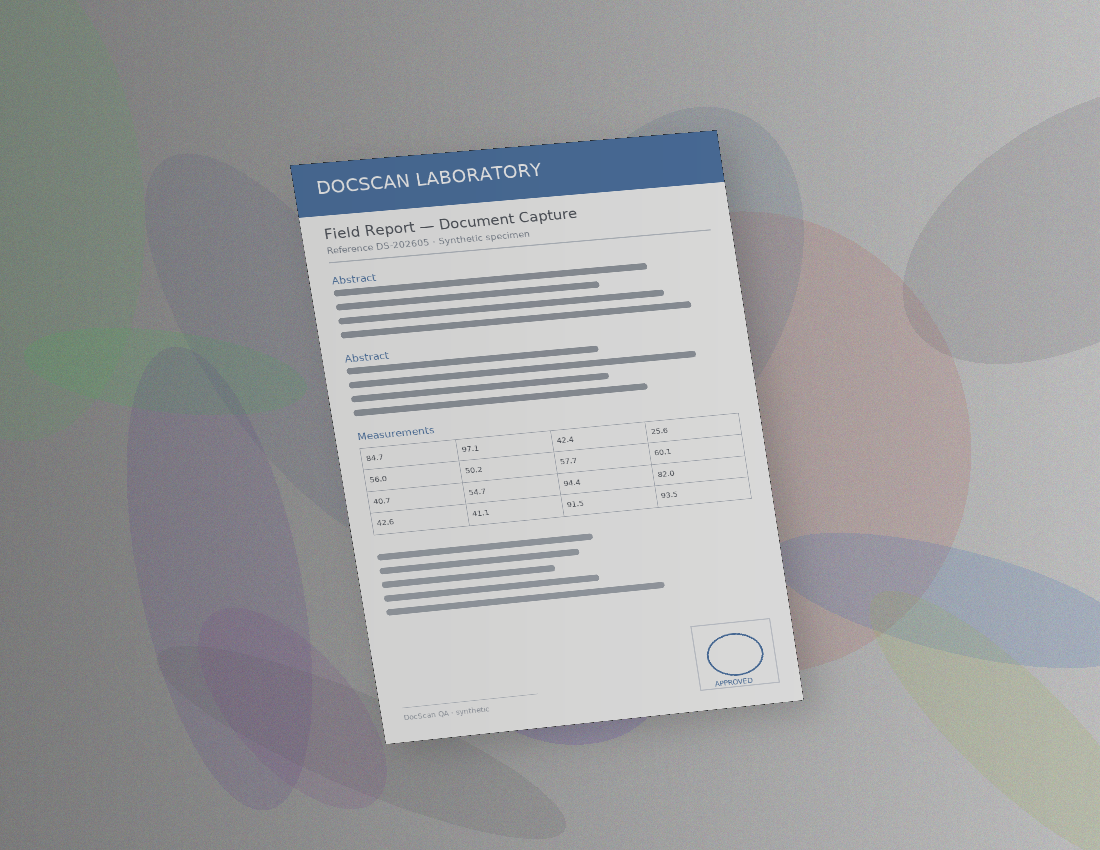 DOCSCAN LABORATORY
Field Report — Document Capture
Reference DS-202605 · Synthetic specimen
Abstract
Abstract
Measurements
84.7 97.1 42.4 25.6
56.0 50.2 57.7 60.1
40.7 54.7 94.4 82.0
42.6 41.1 91.5 93.5
APPROVED
DocScan QA · synthetic